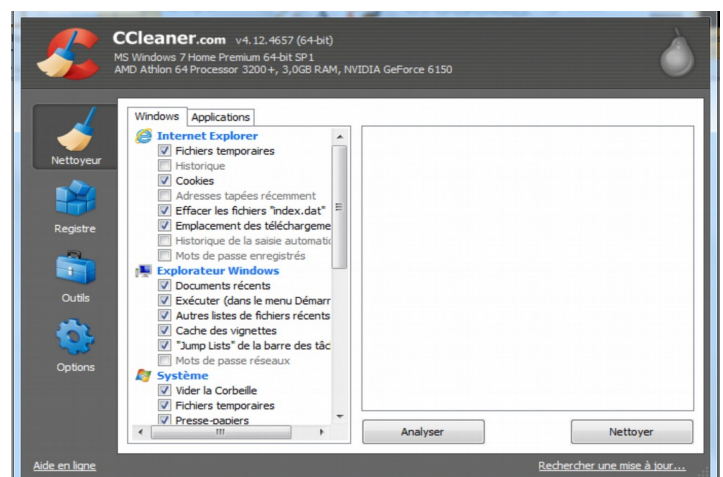 CCleaner.com v4.12.4657 (64-bit)
MS Windows 7 Home Premium 64-bit SP1
AMD Athlon 64 Processor 3200+, 3,0GB RAM, NVIDIA GeForce 6150
Nettoyeur
Registre
Outils
Options
Windows Applications
Internet Explorer
Fichiers temporaires
Historique
Cookies
Adresses tapées récemment
Effacer les fichiers "index.dat"
Emplacement des téléchargeme
Historique de la saisie automatic
Mots de passe enregistrés
Explorateur Windows
Documents récents
Exécuter (dans le menu Démarr
Autres listes de fichiers récents
Cache des vignettes
"Jump Lists" de la barre des tâc
Mots de passe réseaux
Système
Vider la Corbeille
Fichiers temporaires
Presse-papiers
Analyser
Nettoyer
Aide en ligne
Rechercher une mise à jour...